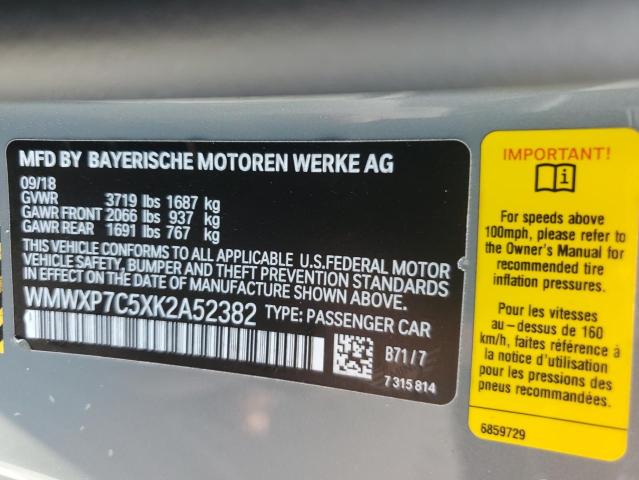 MFD BY BAYERISCHE MOTOREN WERKE AG
09/18
GVWR 3719 lbs 1687 kg
GAWR FRONT 2066 lbs 937 kg
GAWR REAR 1691 lbs 767 kg
THIS VEHICLE CONFORMS TO ALL APPLICABLE U.S.FEDERAL MOTOR
VEHICLE SAFETY, BUMPER AND THEFT PREVENTION STANDARDS
IN EFFECT ON THE DATE OF MANUFACTURE SHOWN ABOVE.
WMWXP7C5XK2A52382 TYPE: PASSENGER CAR
B71/7
7315814
IMPORTANT!
i
For speeds above
100mph, please refer to
the Owner's Manual for
recommended tire
inflation pressures.
Pour les vitesses
au-dessus de 160
km/h, faites référence à
la notice d'utilisation
pour les pressions des
pneus recommandées.
6859729